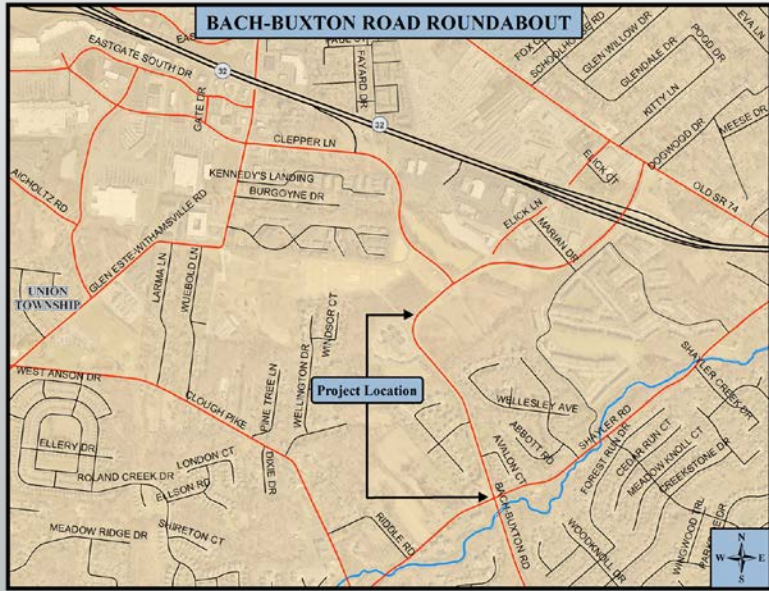 BACH-BUXTON ROAD ROUNDABOUT
EASTGATE SOUTH DR
32
GATE DR
FAYARD DR
32
CLEPPER LN
KENNEDY'S LANDING
BURGOYNE DR
AICHOLTZ RD
GLEN ESTE-WITHAMSVILLE RD
SCHOOLHOUSE RD
GLEN WILLOW DR
GLENDALE DR
POOD DR
EVA LN
KITTY LN
DOGWOOD DR
MEESE DR
ELICK CT
OLD SR 74
ELICK LN
MARIAN DR
UNION
TOWNSHIP
LARMA LN
WUEBOLD LN
WINDSOR CT
WELLINGTON DR
PINE TREE LN
WEST ANSON DR
CLOUGH PIKE
Project Location
WELLESLEY AVE
ABBOTT RD
AVALON CT
SHAYLER RD
SHAYLER CREEK DR
FOREST RUN DR
CEDAR RUN CT
MEADOW KNOLL CT
CREEKSTONE DR
ELLERY DR
ROLAND CREEK DR
LONDON CT
ELLSON RD
DIXIE DR
SHIRETON CT
MEADOW RIDGE DR
RIDDLE RD
BACH-BUXTON RD
WOODKNOLL DR
WINGWOOD TRL
N
W E
S